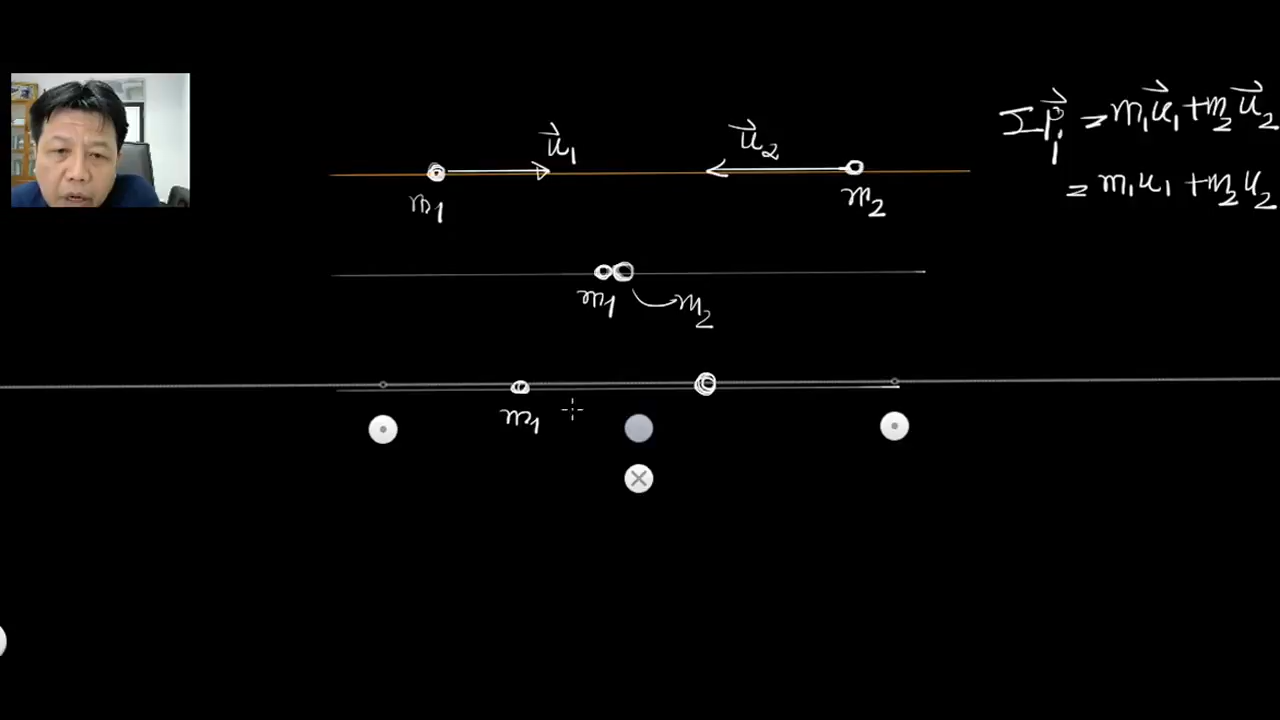 u⃗₁ u⃗₂
m₁ m₂
m₁ m₂
m₁
Σp⃗ᵢ = m₁u⃗₁ + m₂u⃗₂
= m₁u₁ + m₂u₂